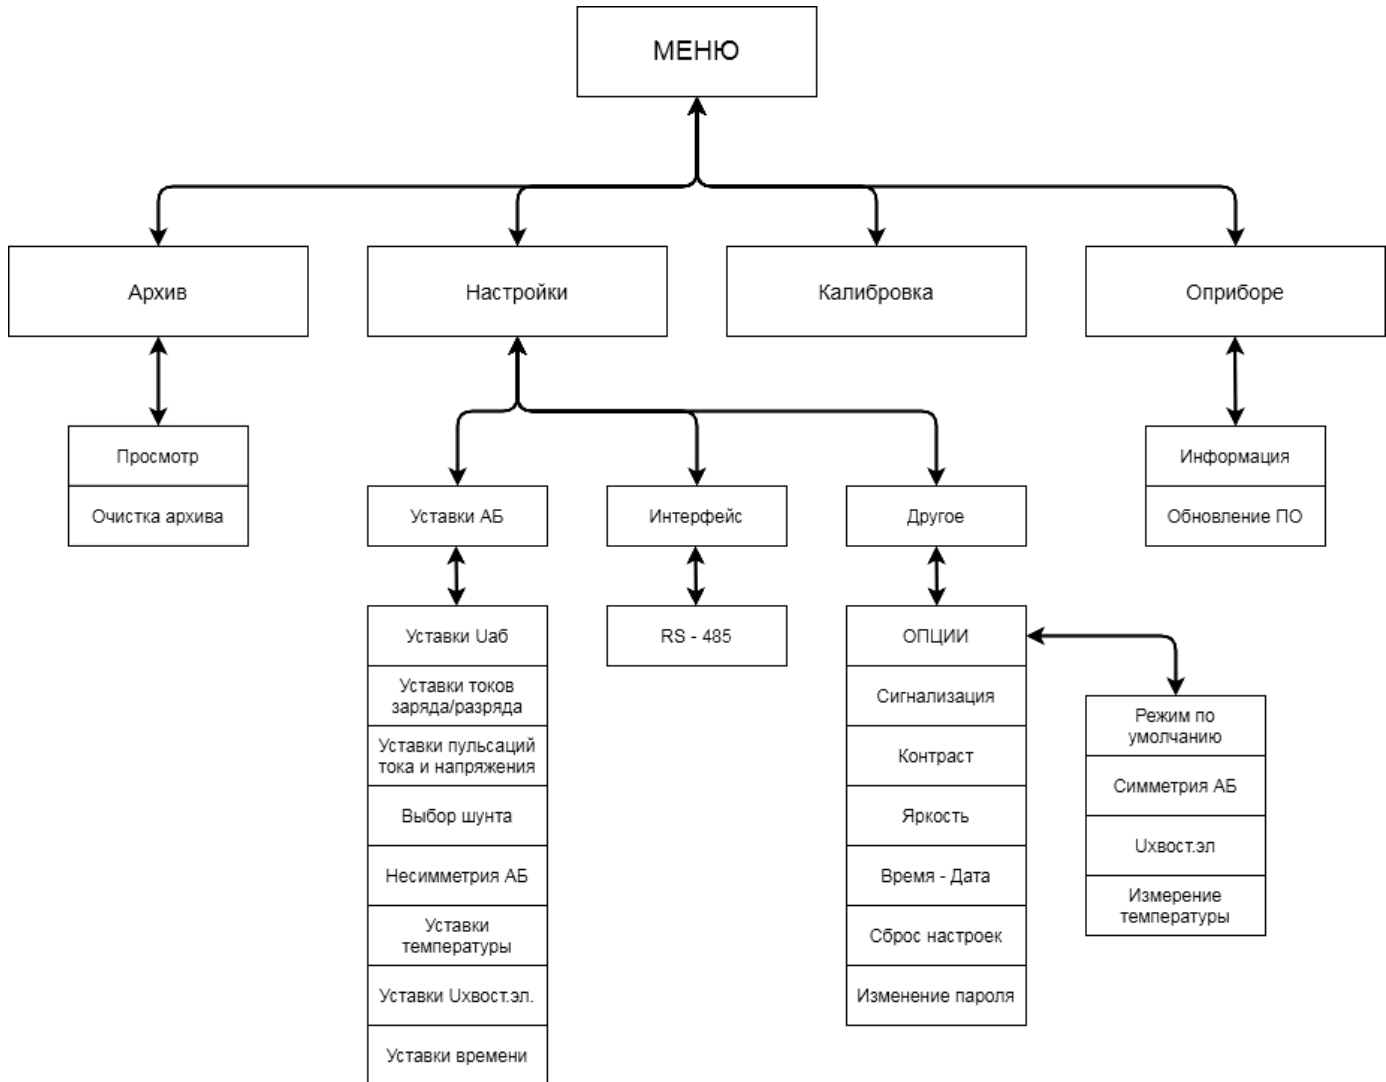 МЕНЮ
Архив
Настройки
Калибровка
Оприборе
Просмотр
Очистка архива
Уставки АБ
Интерфейс
Другое
Информация
Обновление ПО
Уставки Uаб
Уставки токов
заряда/разряда
Уставки пульсаций
тока и напряжения
Выбор шунта
Несимметрия АБ
Уставки
температуры
Уставки Uхвост.эл.
Уставки времени
RS - 485
ОПЦИИ
Сигнализация
Контраст
Яркость
Время - Дата
Сброс настроек
Изменение пароля
Режим по
умолчанию
Симметрия АБ
Uхвост.эл
Измерение
температуры